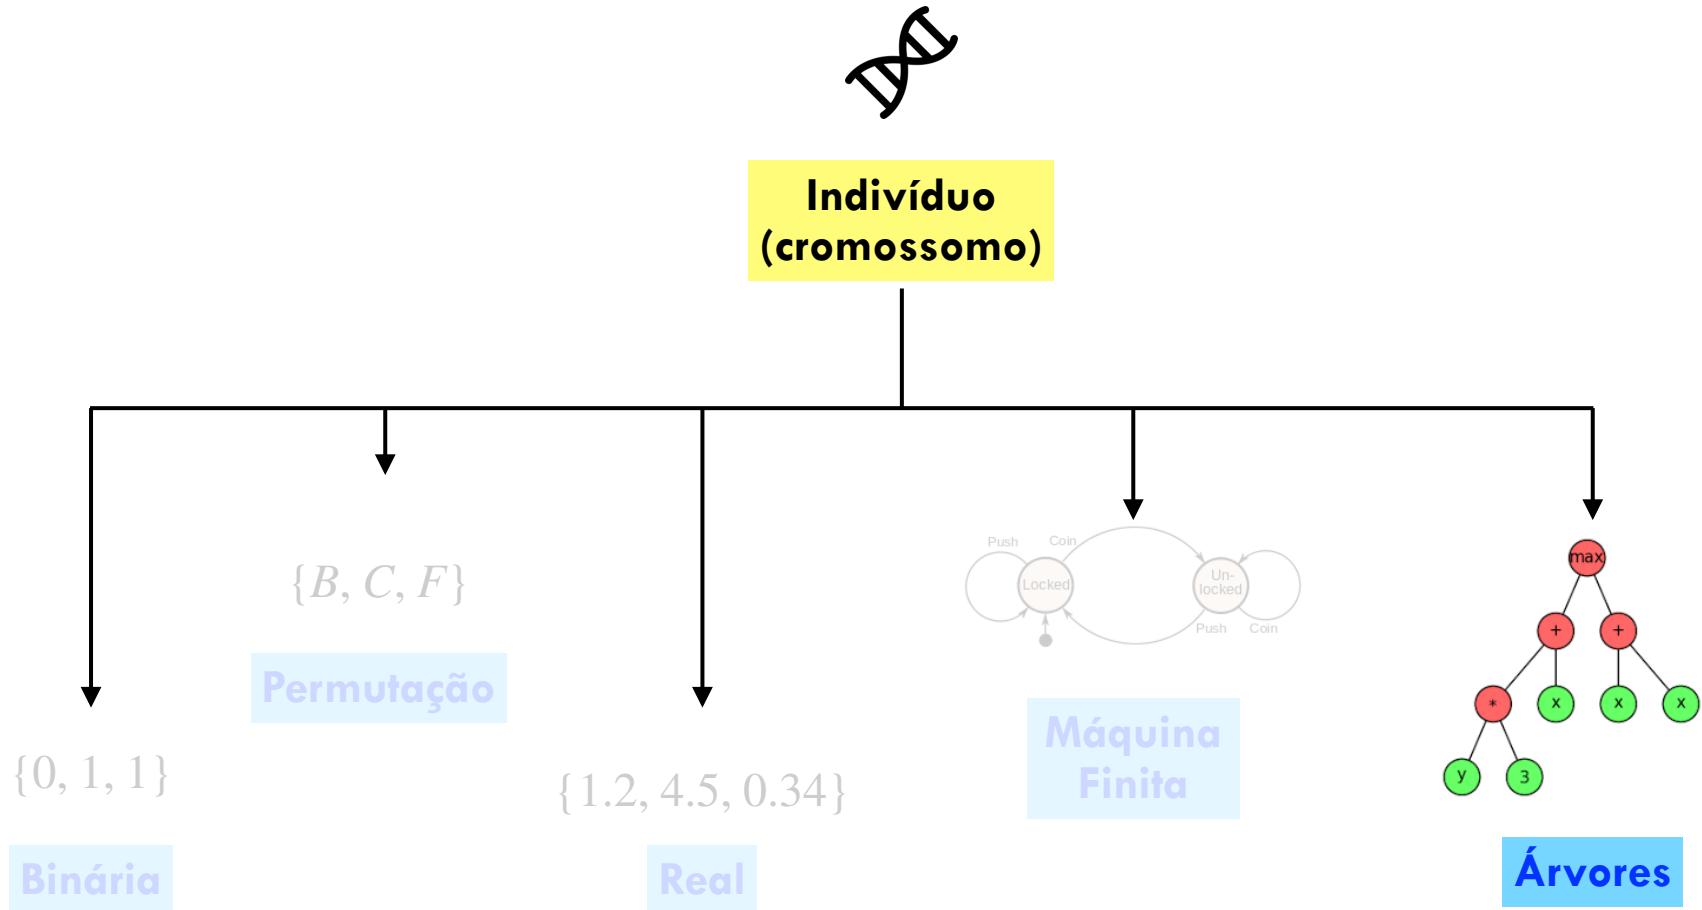 Indivíduo
(cromossomo)
{0, 1, 1}
Binária
{B, C, F}
Permutação
{1.2, 4.5, 0.34}
Real
Push
Coin
Locked
Un-
locked
Push
Coin
Máquina
Finita
max
+
+
*
x
x
x
y
3
Árvores